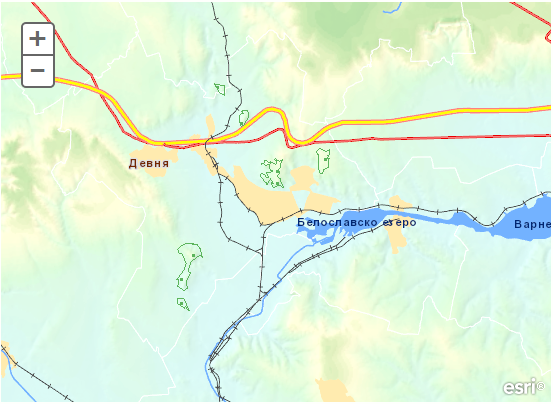 +
−
Девня
Белославско езеро
Варне
esri